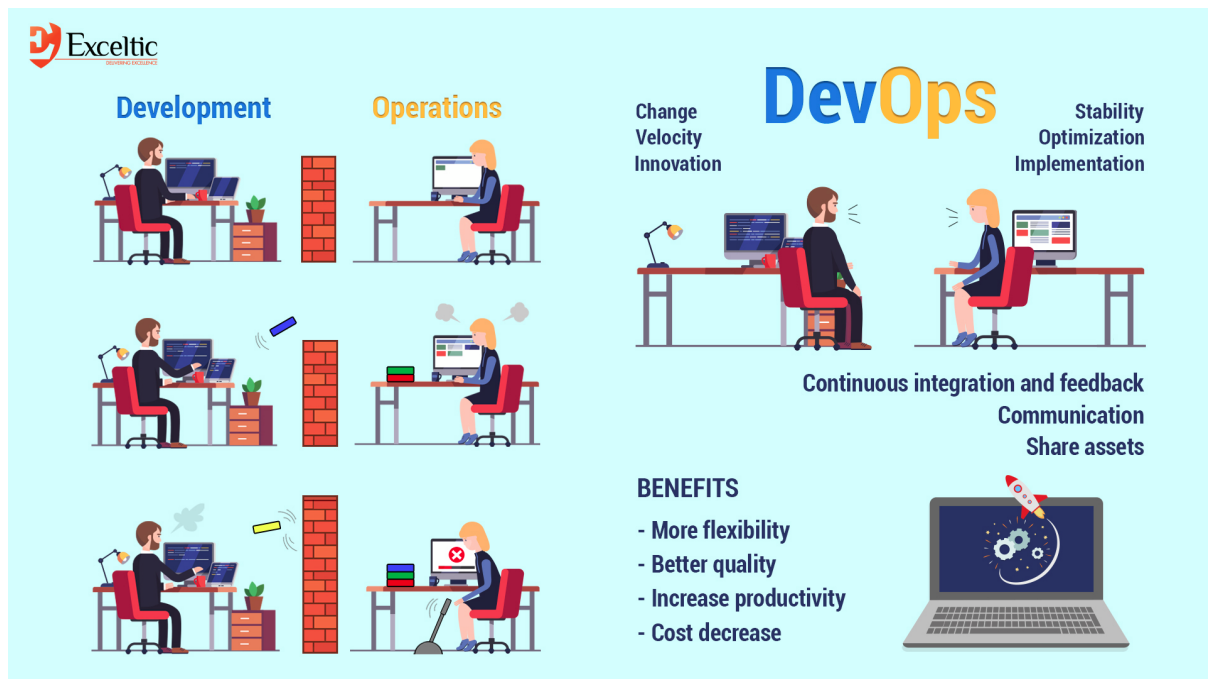 Exceltic
DELIVERING EXCELLENCE
Development
Operations
DevOps
Change
Velocity
Innovation
Stability
Optimization
Implementation
Continuous integration and feedback
Communication
Share assets
BENEFITS
- More flexibility
- Better quality
- Increase productivity
- Cost decrease